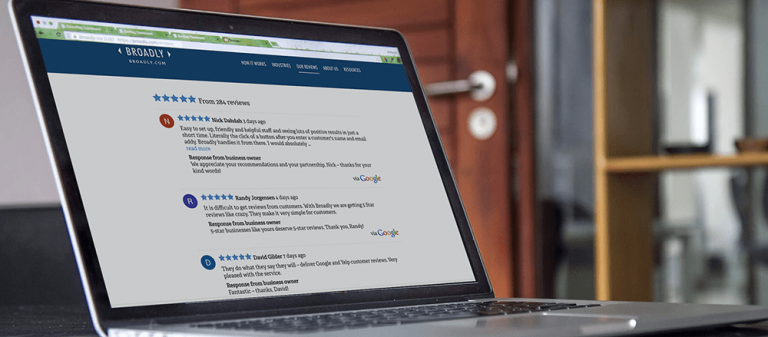 BROADLY
BROADLY.COM
HOW IT WORKS INDUSTRIES OUR REVIEWS ABOUT US RESOURCES
From 284 reviews
N Nick Dabdah 3 days ago
Easy to set up, friendly and helpful staff and seeing lots of positive results in just a
short time. Literally the click of a button after you enter a customer's name and email
addy. Broadly handles it from there. I would absolutely ...
read more
Response from business owner
We appreciate your recommendations and your partnership, Nick – thanks for your
kind words!
via Google
R Randy Jorgensen 4 days ago
It is difficult to get reviews from customers. With Broadly we are getting 5 Star
reviews like crazy. They make it very simple for customers.
Response from business owner
5-star businesses like yours deserve 5-star reviews. Thank you, Randy!
via Google
D David Gilder 7 days ago
They do what they say they will – deliver Google and Yelp customer reviews. Very
pleased with the service.
Response from business owner
Fantastic – thanks, David!